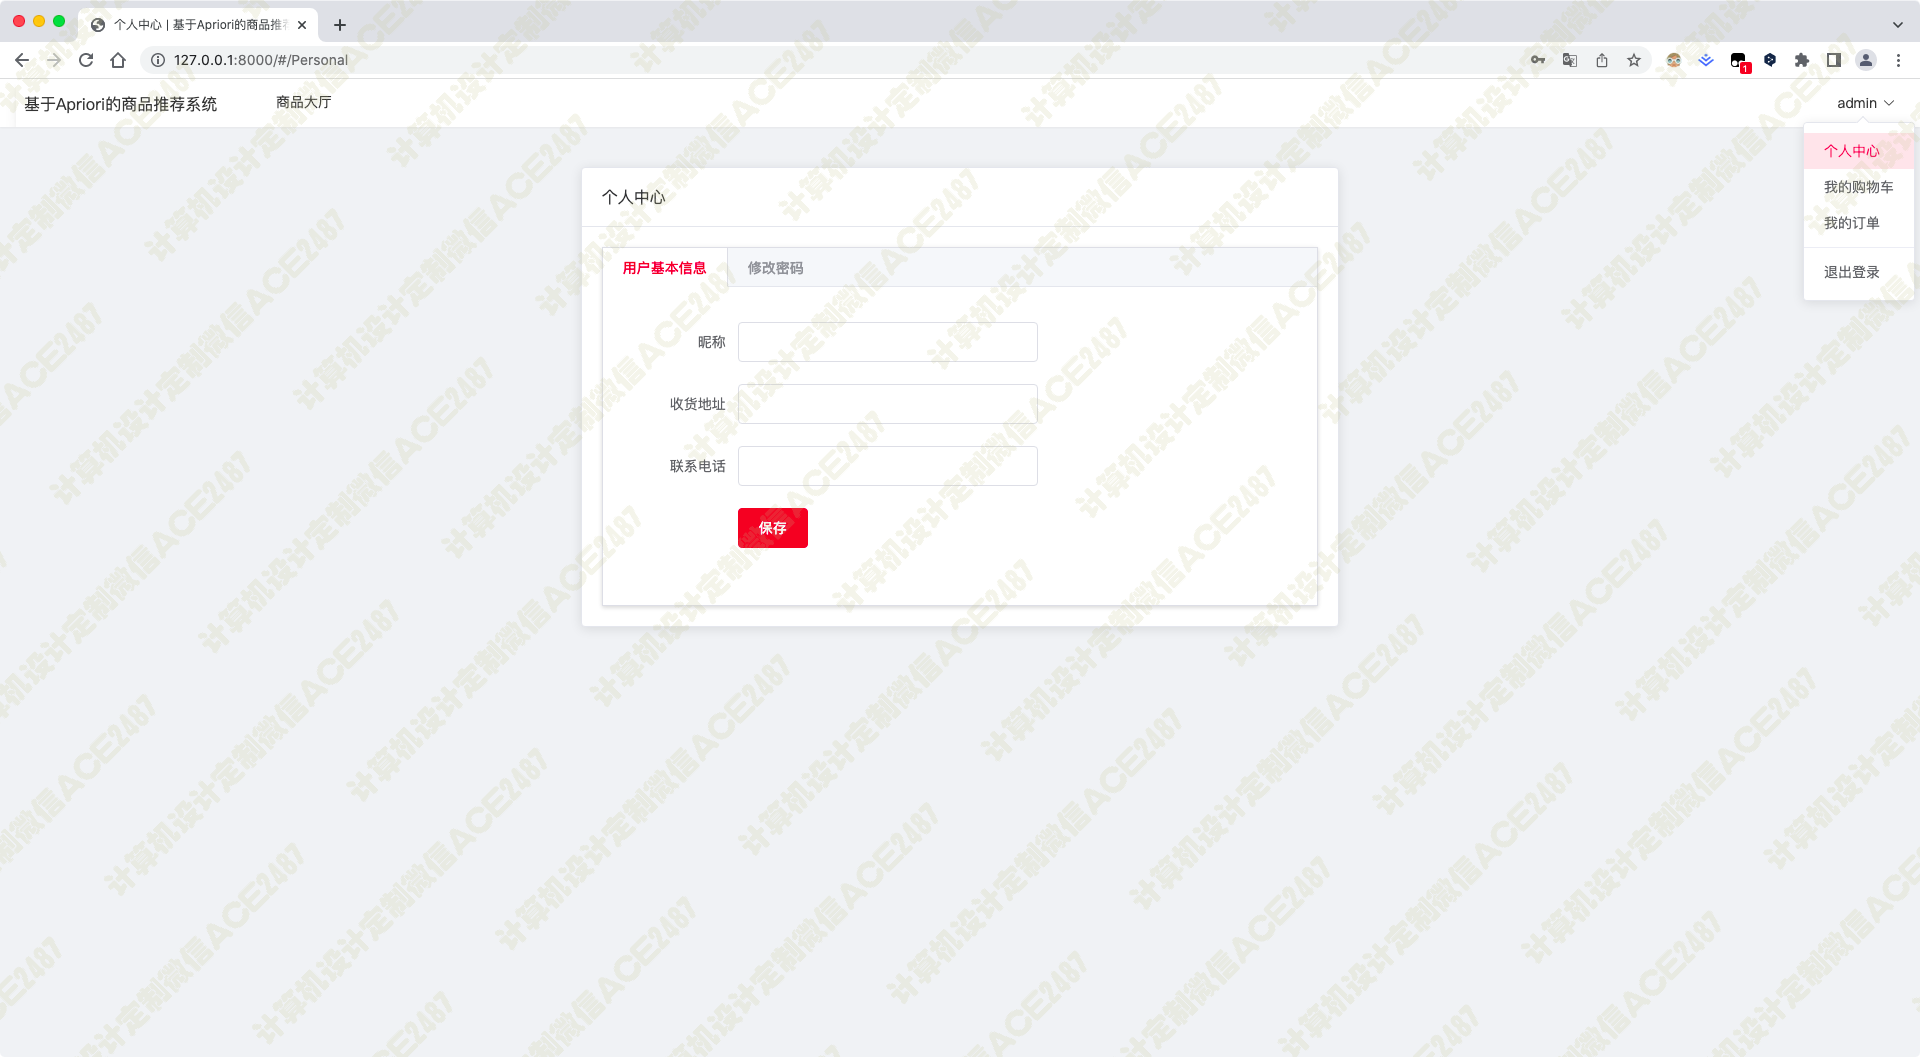 个人中心 | 基于Apriori的商品推荐
127.0.0.1:8000/#/Personal
1
基于Apriori的商品推荐系统
商品大厅
admin
个人中心
我的购物车
我的订单
退出登录
个人中心
用户基本信息
修改密码
昵称
收货地址
联系电话
保存
计算机设计定制微信ACE2487